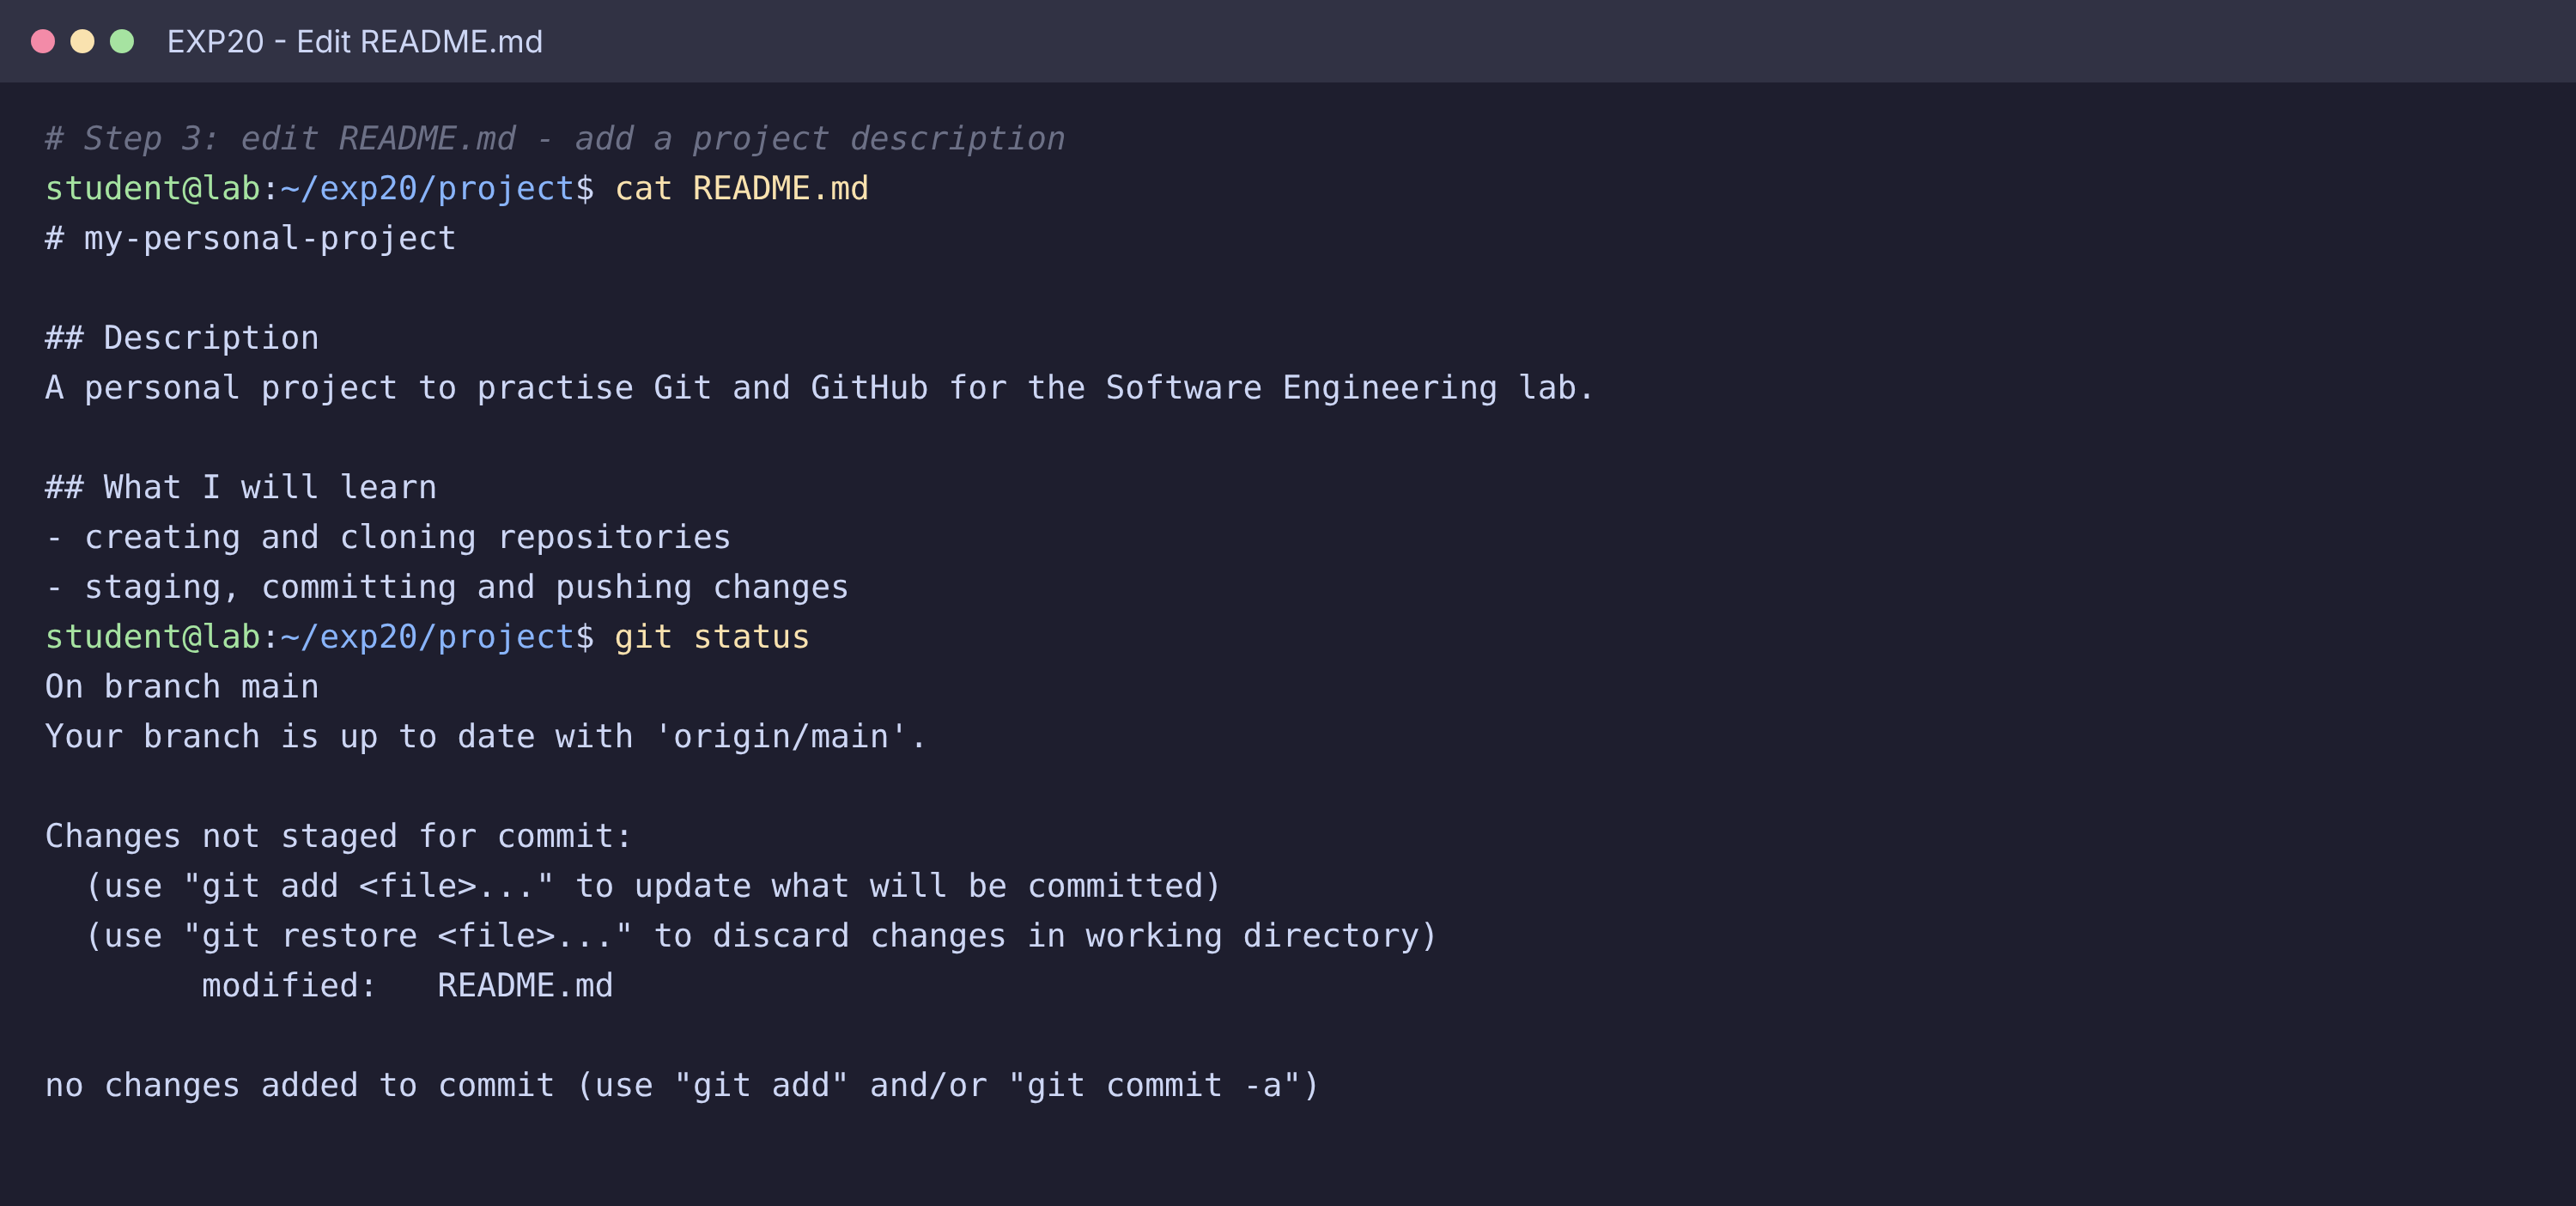 EXP20 - Edit README.md
# Step 3: edit README.md - add a project description
student@lab:~/exp20/project$ cat README.md
# my-personal-project
## Description
A personal project to practise Git and GitHub for the Software Engineering lab.
## What I will learn
- creating and cloning repositories
- staging, committing and pushing changes
student@lab:~/exp20/project$ git status
On branch main
Your branch is up to date with 'origin/main'.
Changes not staged for commit:
  (use "git add <file>..." to update what will be committed)
  (use "git restore <file>..." to discard changes in working directory)
        modified:   README.md
no changes added to commit (use "git add" and/or "git commit -a")